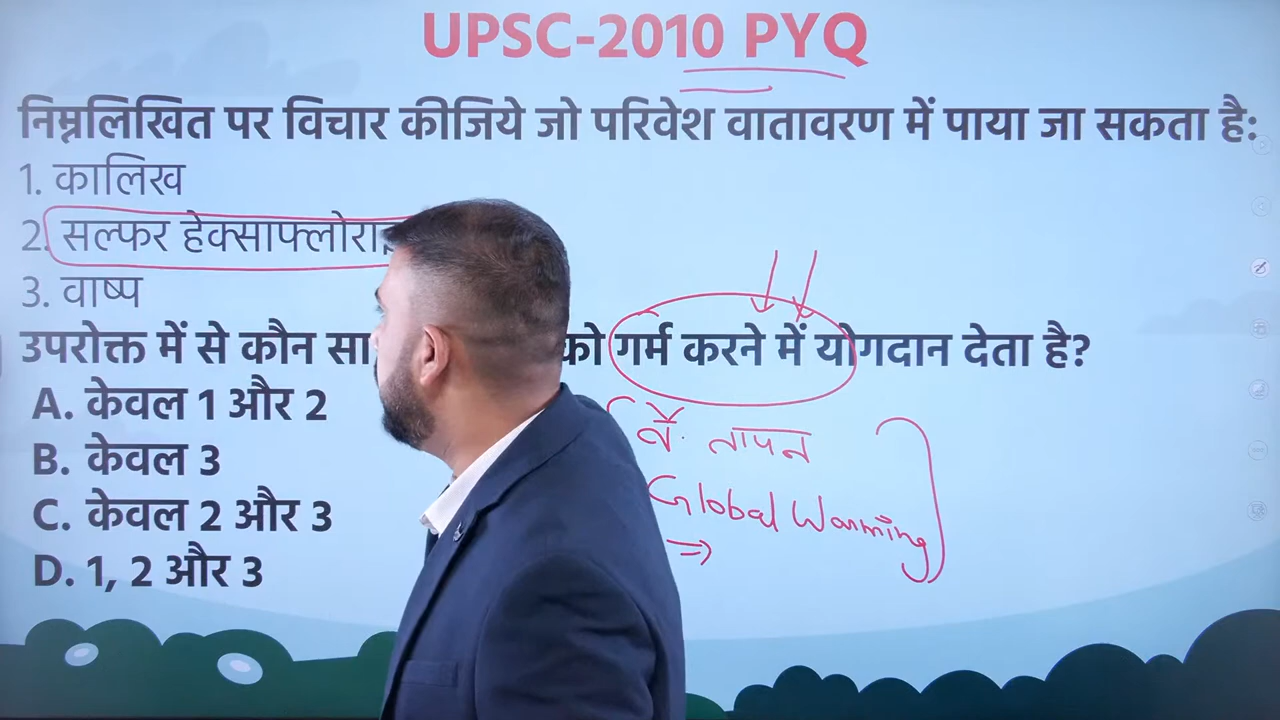 UPSC-2010 PYQ
निम्नलिखित पर विचार कीजिये जो परिवेश वातावरण में पाया जा सकता है:
1. कालिख
2. सल्फर
3. वाष्प
उपरोक्त में से कौन सा को गर्म करने में योगदान देता है?
A. केवल 1 और 2
B. केवल 3
C. केवल 2 और 3
D. 1, 2 और 3
वै. तापन
Global Warming